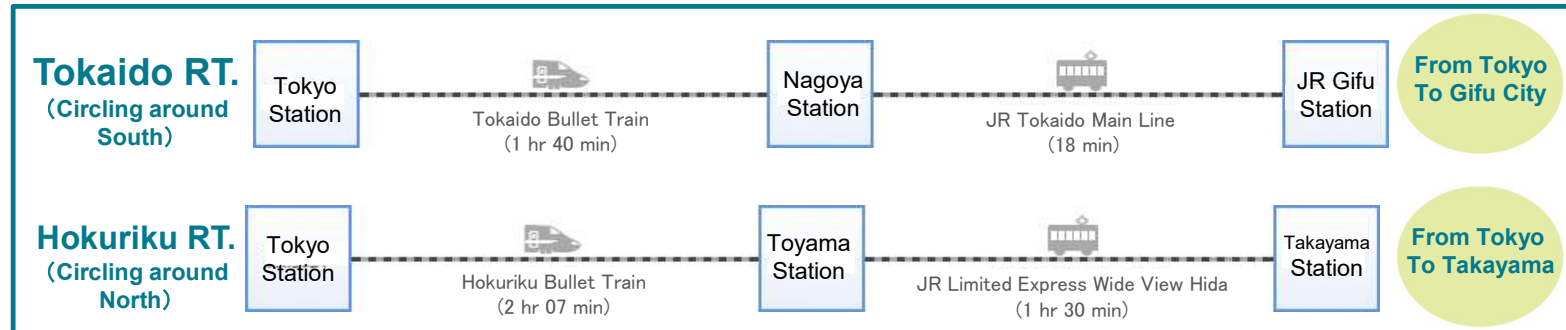 Tokaido RT.
（Circling around
South）
Tokyo
Station
Tokaido Bullet Train
(1 hr 40 min)
Nagoya
Station
JR Tokaido Main Line
(18 min)
JR Gifu
Station
From Tokyo
To Gifu City
Hokuriku RT.
（Circling around
North）
Tokyo
Station
Hokuriku Bullet Train
(2 hr 07 min)
Toyama
Station
JR Limited Express Wide View Hida
(1 hr 30 min)
Takayama
Station
From Tokyo
To Takayama